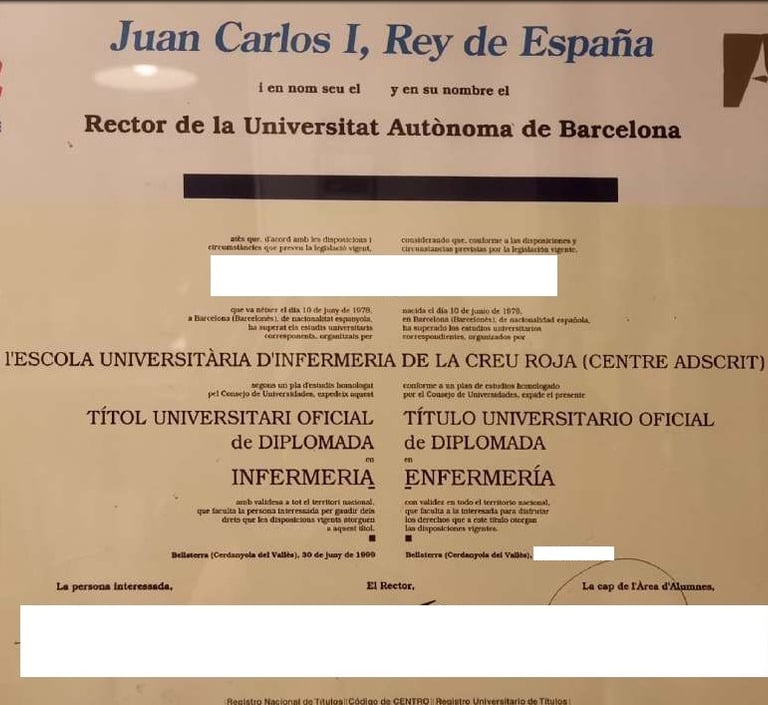 Juan Carlos I, Rey de España
i en nom seu el y en su nombre el
Rector de la Universitat Autònoma de Barcelona
atès que, d'acord amb les disposicions i
circumstàncies que preveu la legislació vigent,
considerando que, conforme a las disposiciones y
circunstancias previstas por la legislación vigente,
que va néixer el dia 10 de juny de 1978,
a Barcelona (Barcelonès), de nacionalitat espanyola,
ha superat els estudis universitaris
corresponents, organitzats per
nacida el día 10 de junio de 1978,
en Barcelona (Barcelonès), de nacionalidad española,
ha superado los estudios universitarios
correspondientes, organizados por
l'ESCOLA UNIVERSITÀRIA D'INFERMERIA DE LA CREU ROJA (CENTRE ADSCRIT)
segons un pla d'estudis homologat
pel Consejo de Universidades, expedeix aquest
conforme a un plan de estudios homologado
por el Consejo de Universidades, expide el presente
TÍTOL UNIVERSITARI OFICIAL
de DIPLOMADA
en
INFERMERIA
TÍTULO UNIVERSITARIO OFICIAL
de DIPLOMADA
en
ENFERMERÍA
amb validesa a tot el territori nacional,
que faculta la persona interessada per gaudir dels
drets que les disposicions vigents otorguen
a aquest títol.
con validez en todo el territorio nacional,
que faculta a la interesada para disfrutar
los derechos que a este título otorgan
las disposiciones vigentes.
Bellaterra (Cerdanyola del Vallès), 30 de juny de 1999
Bellaterra (Cerdanyola del Vallès),
La persona interessada, El Rector, La cap de l'Àrea d'Alumnes,
Registro Nacional de Títulos | Código de CENTRO | Registro Universitario de Títulos